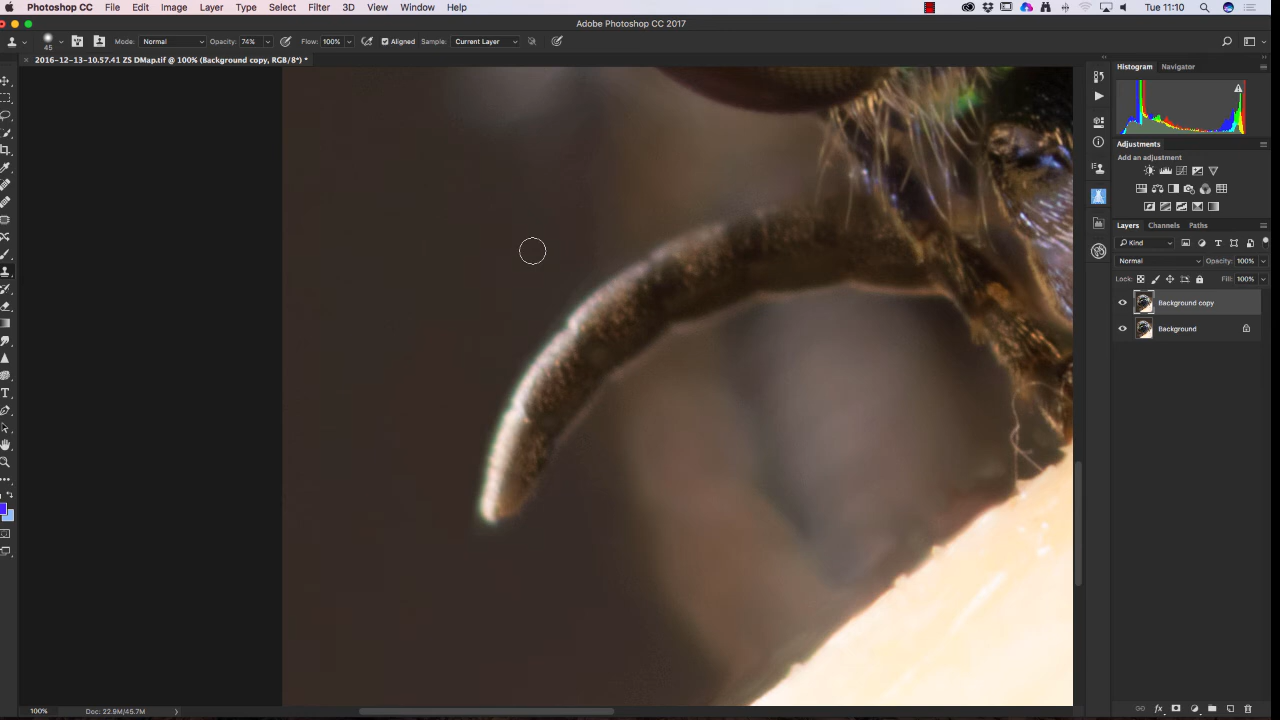 Photoshop CC File Edit Image Layer Type Select Filter 3D View Window Help Tue 11:10
Adobe Photoshop CC 2017
45 Mode: Normal Opacity: 74% Flow: 100% Aligned Sample: Current Layer
2016-12-13-10.57.41 ZS DMap.tif @ 100% (Background copy, RGB/8*) *
Histogram Navigator
Adjustments
Add an adjustment
Layers Channels Paths
Kind
Normal Opacity: 100%
Lock: Fill: 100%
Background copy
Background
100% Doc: 22.9M/45.7M